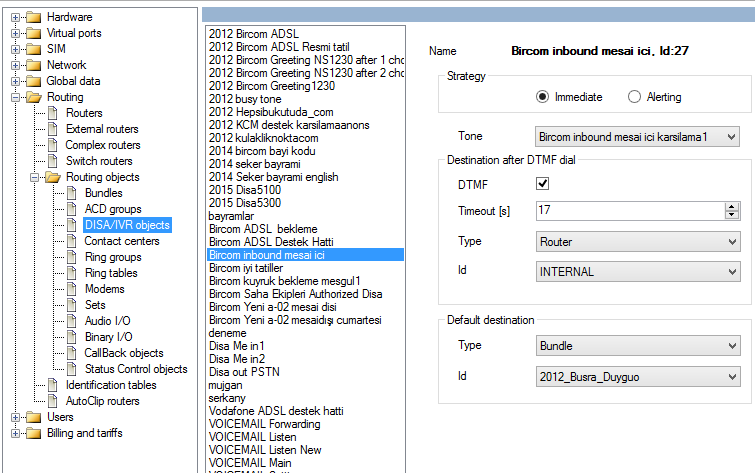 Hardware
Virtual ports
SIM
Network
Global data
Routing
Routers
External routers
Complex routers
Switch routers
Routing objects
Bundles
ACD groups
DISA/IVR objects
Contact centers
Ring groups
Ring tables
Modems
Sets
Audio I/O
Binary I/O
CallBack objects
Status Control objects
Identification tables
AutoClip routers
Users
Billing and tariffs
2012 Bircom ADSL
2012 Bircom ADSL Resmi tatil
2012 Bircom Greeting NS1230 after 1 cho
2012 Bircom Greeting NS1230 after 2 cho
2012 Bircom Greeting1230
2012 busy tone
2012 Hepsibukutuda_com
2012 KCM destek karsilamaanons
2012 kulakliknoktacom
2014 bircom bayi kodu
2014 seker bayrami
2014 seker bayrami english
2015 Disa5100
2015 Disa5300
bayramlar
Bircom ADSL bekleme
Bircom ADSL Destek Hatti
Bircom inbound mesai ici
Bircom iyi tatiller
Bircom kuyruk bekleme mesgul1
Bircom Saha Ekipleri Authorized Disa
Bircom Yeni a-02 mesai disi
Bircom Yeni a-02 mesaidışı cumartesi
deneme
Disa Me in1
Disa Me in2
Disa out PSTN
mujgan
serkany
Vodafone ADSL destek hatti
VOICEMAIL Forwarding
VOICEMAIL Listen
VOICEMAIL Listen New
VOICEMAIL Main
Name Bircom inbound mesai ici, Id:27
Strategy
Immediate Alerting
Tone Bircom inbound mesai ici karsilama1
Destination after DTMF dial
DTMF
Timeout [s] 17
Type Router
Id INTERNAL
Default destination
Type Bundle
Id 2012_Busra_Duyguo